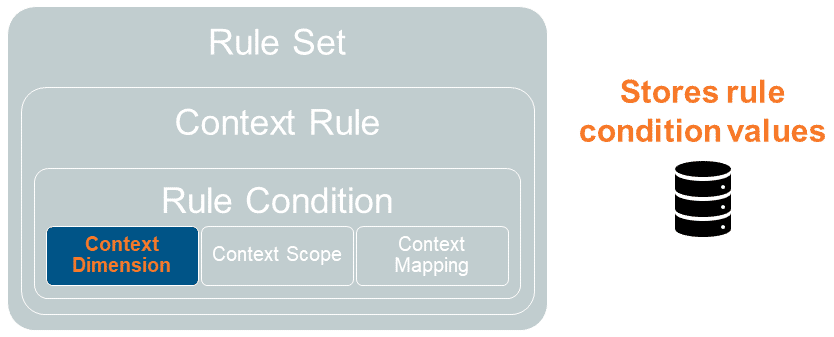 Rule Set
Stores rule
condition values
Context Rule
Rule Condition
Context
Dimension
Context Scope
Context
Mapping